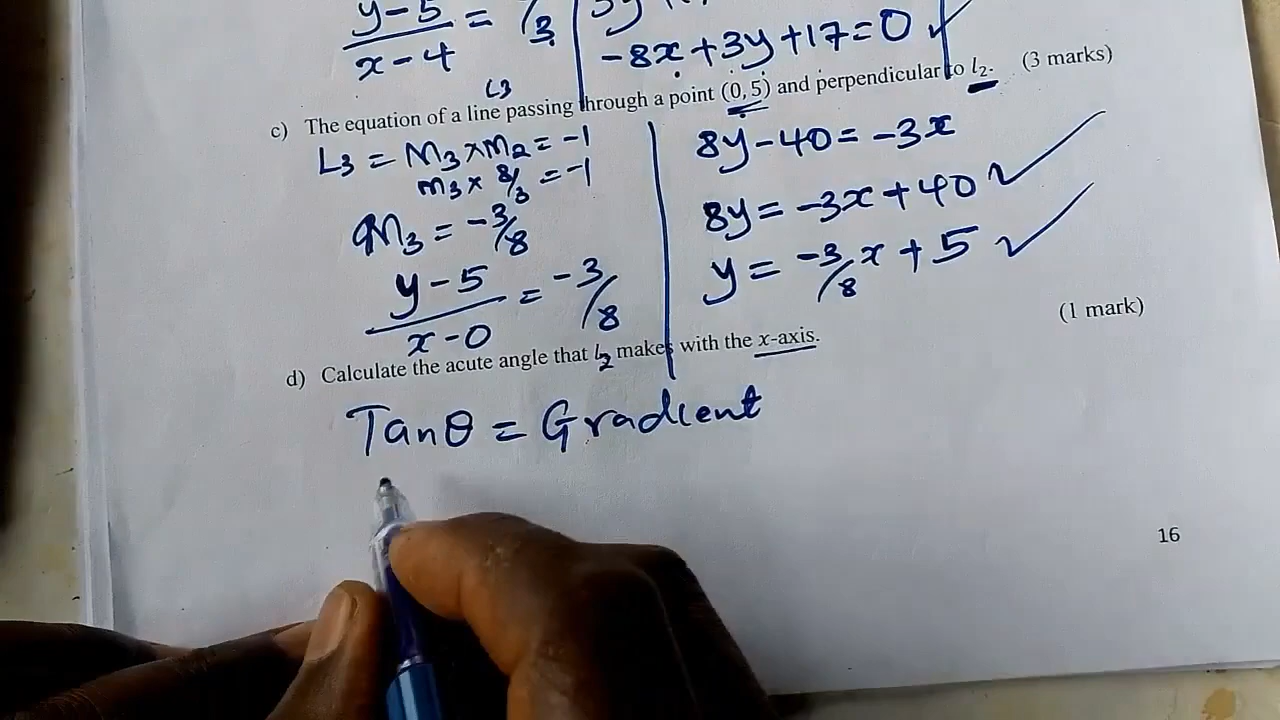 y-5/x-4 = 8/3
-8x+3y+17=0 ✓
L3
c) The equation of a line passing through a point (0, 5) and perpendicular to l₂. (3 marks)
L3 = M3×M2=-1
m3× 8/3 =-1
M3 = -3/8
y-5/x-0 = -3/8
8y-40=-3x
8y=-3x+40 ✓
y = -3/8 x + 5 ✓
(1 mark)
d) Calculate the acute angle that l₂ makes with the x-axis.
Tanθ = Gradient
16